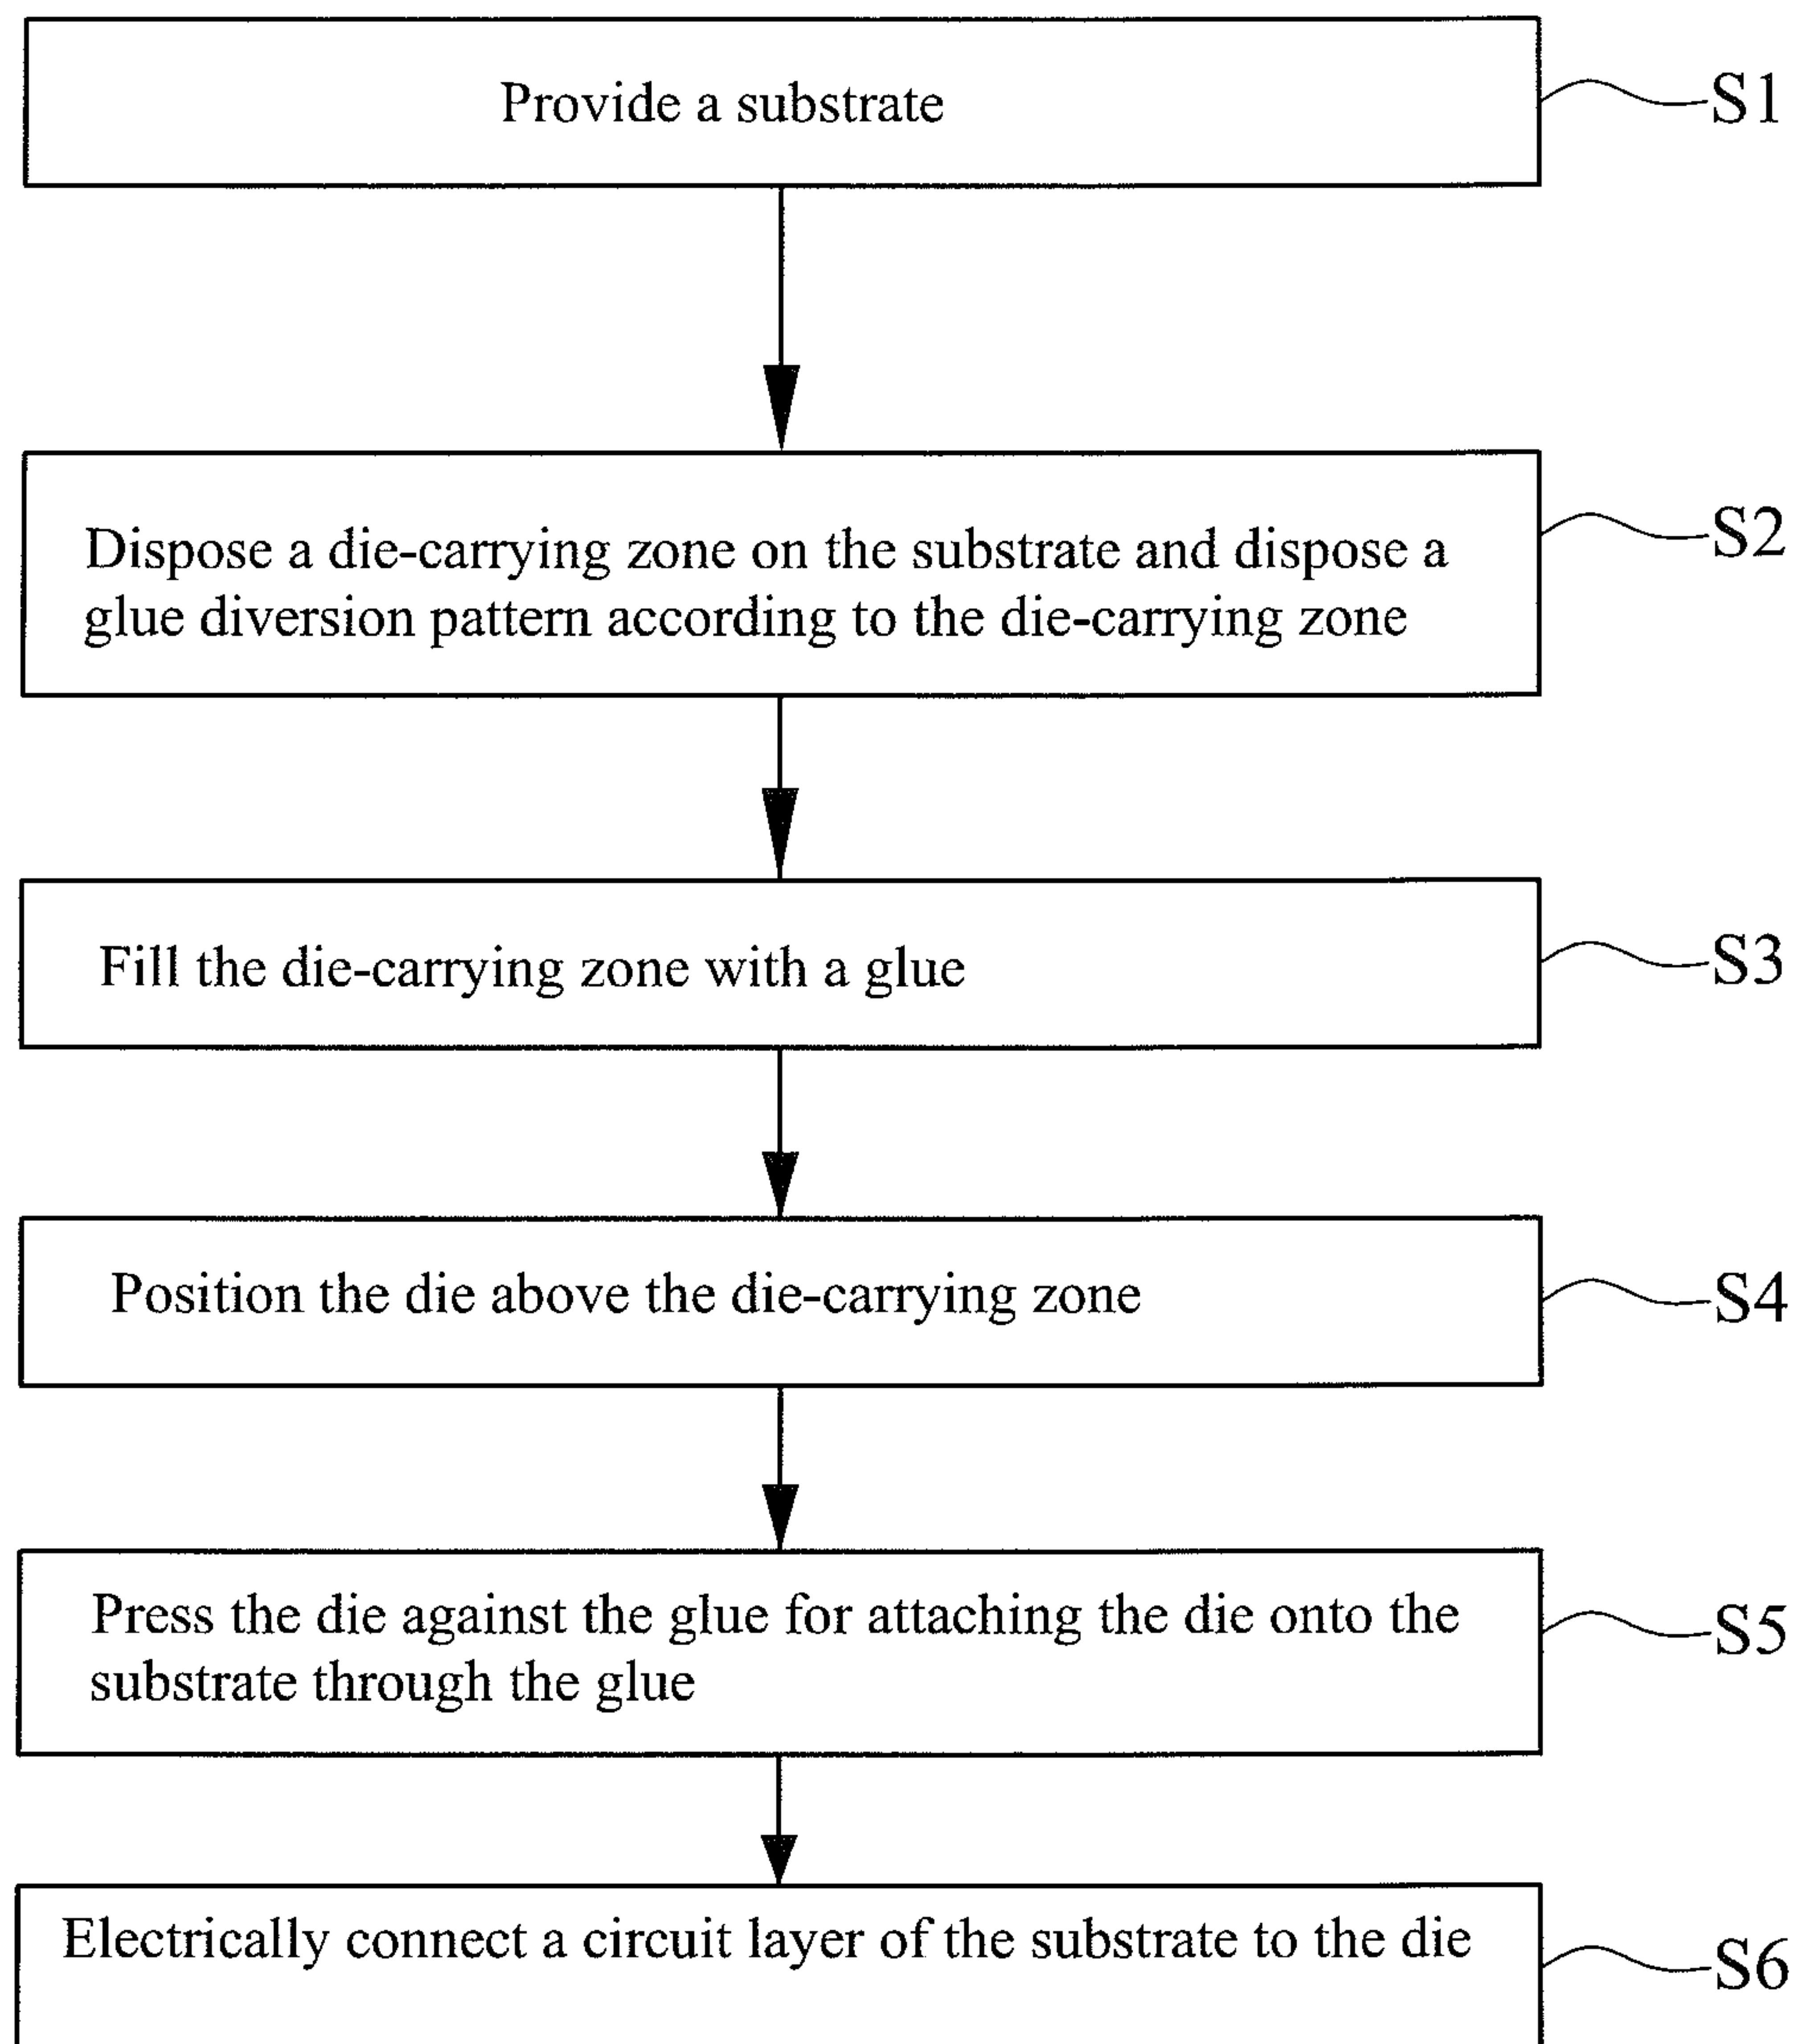 Provide a substrate
S1
Dispose a die-carrying zone on the substrate and dispose a
glue diversion pattern according to the die-carrying zone
S2
Fill the die-carrying zone with a glue
S3
Position the die above the die-carrying zone
S4
Press the die against the glue for attaching the die onto the
substrate through the glue
S5
Electrically connect a circuit layer of the substrate to the die
S6